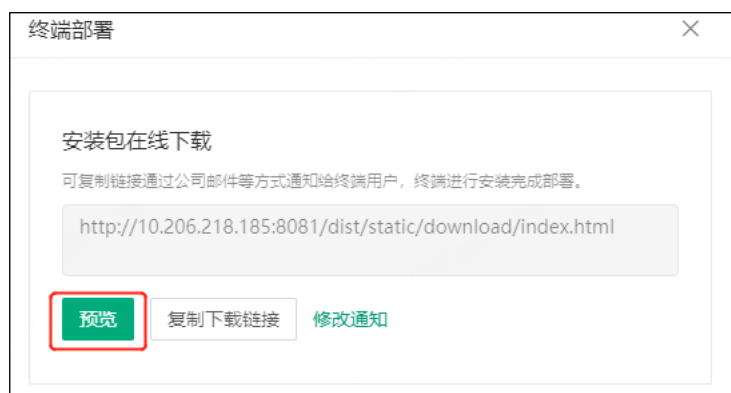 终端部署
安装包在线下载
可复制链接通过公司邮件等方式通知给终端用户，终端进行安装完成部署。
http://10.206.218.185:8081/dist/static/download/index.html
预览 复制下载链接 修改通知